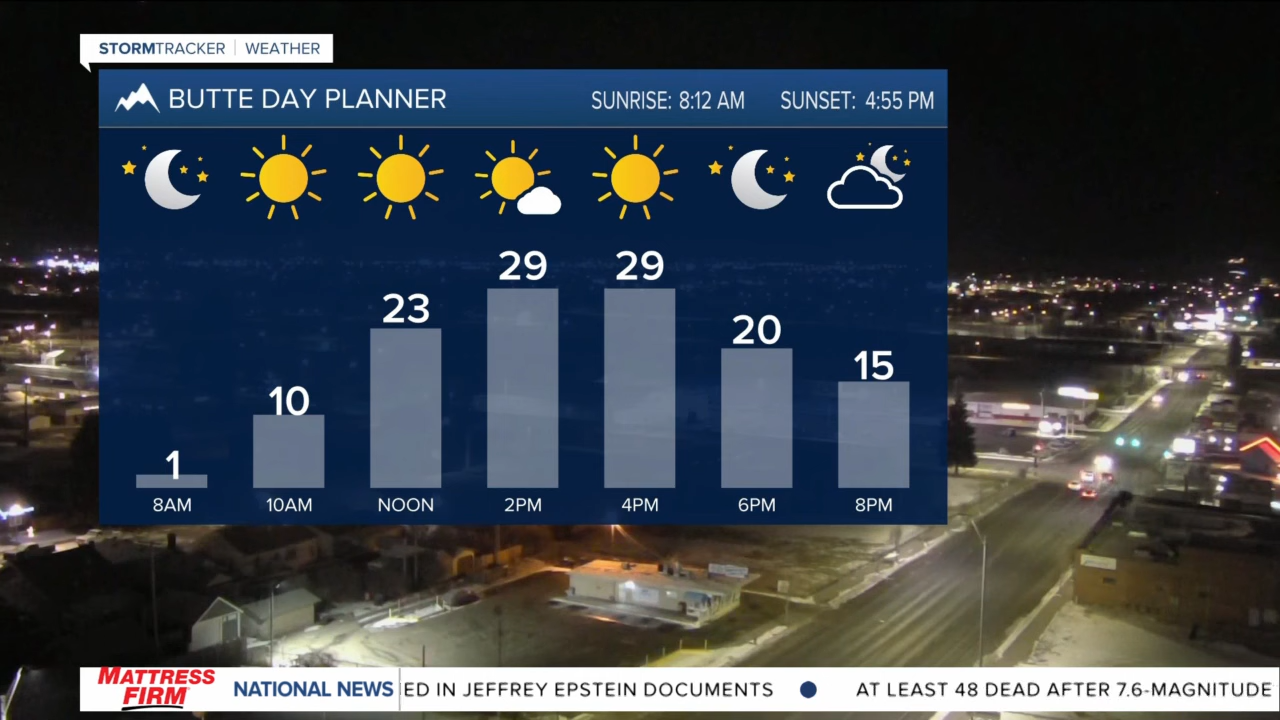 STORMTRACKER | WEATHER
BUTTE DAY PLANNER SUNRISE: 8:12 AM SUNSET: 4:55 PM
1 10 23 29 29 20 15
8AM 10AM NOON 2PM 4PM 6PM 8PM
MATTRESS
FIRM
NATIONAL NEWS ED IN JEFFREY EPSTEIN DOCUMENTS ● AT LEAST 48 DEAD AFTER 7.6-MAGNITUDE